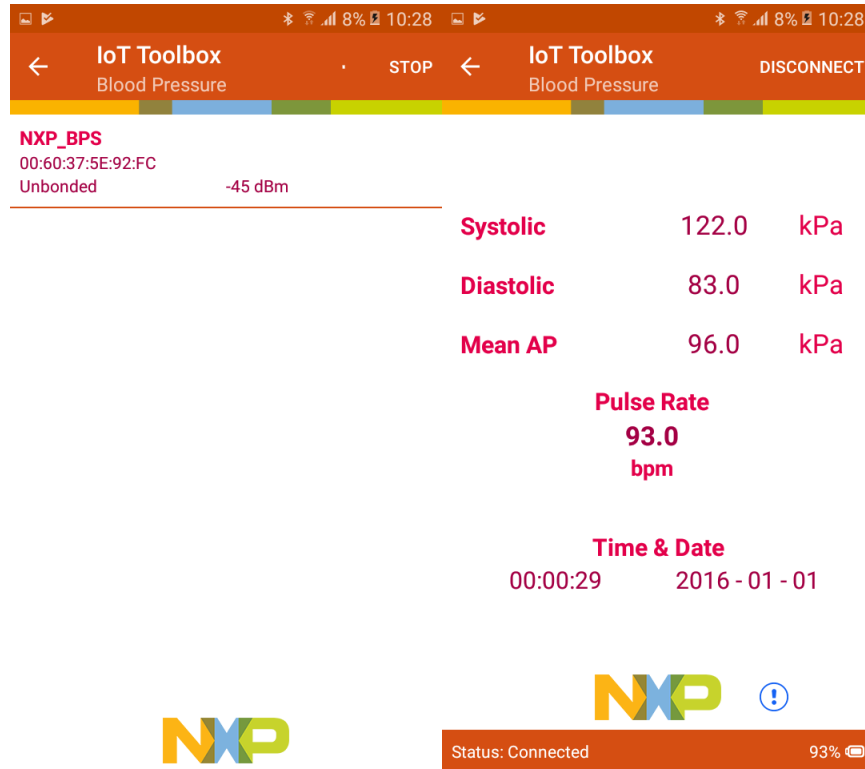 8% 10:28
IoT Toolbox
Blood Pressure
STOP
NXP_BPS
00:60:37:5E:92:FC
Unbonded -45 dBm
NXP
8% 10:28
IoT Toolbox
Blood Pressure
DISCONNECT
Systolic 122.0 kPa
Diastolic 83.0 kPa
Mean AP 96.0 kPa
Pulse Rate
93.0
bpm
Time & Date
00:00:29 2016 - 01 - 01
NXP
Status: Connected 93%